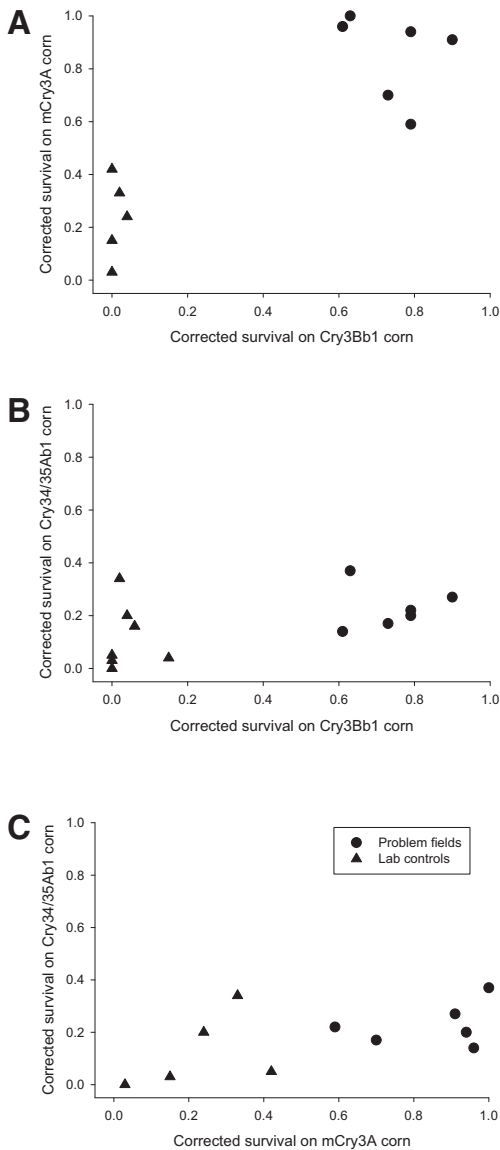 A
Corrected survival on mCry3A corn
1.0
0.8
0.6
0.4
0.2
0.0
0.0 0.2 0.4 0.6 0.8 1.0
Corrected survival on Cry3Bb1 corn
B
Corrected survival on Cry34/35Ab1 corn
1.0
0.8
0.6
0.4
0.2
0.0
0.0 0.2 0.4 0.6 0.8 1.0
Corrected survival on Cry3Bb1 corn
C
Corrected survival on Cry34/35Ab1 corn
1.0
0.8
0.6
0.4
0.2
0.0
Problem fields
Lab controls
0.0 0.2 0.4 0.6 0.8 1.0
Corrected survival on mCry3A corn